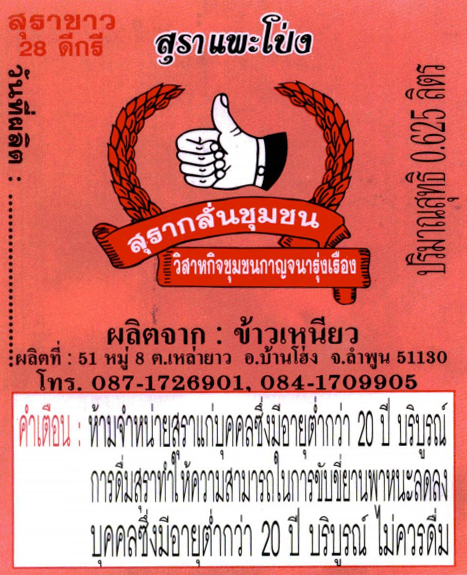 สุราขาว
28 ดีกรี
สุราแพะโป่ง
วันที่ผลิต : ........................
ปริมาณสุทธิ 0.625 ลิตร
สุรากลั่นชุมชน
วิสาทกิจชุมชนกาญจนารุ่งเรือง
ผลิตจาก : ข้าวเหนียว
ผลิตที่ : 51 หมู่ 8 ต.เหล่ายาว อ.บ้านโฮ่ง จ.ลำพูน 51130
โทร. 087-1726901, 084-1709905
คำเตือน : ห้ามจำหน่ายสุราแก่บุคคลซึ่งมีอายุต่ำกว่า 20 ปี บริบูรณ์
การดื่มสุราทำให้ความสามารถในการขับขี่ยานพาหนะลดลง
บุคคลซึ่งมีอายุต่ำกว่า 20 ปี บริบูรณ์ ไม่ควรดื่ม